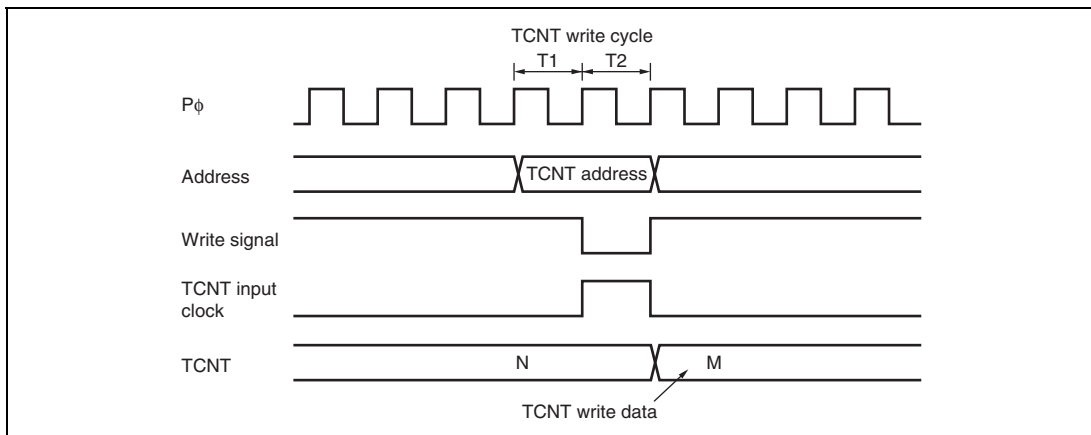 TCNT write cycle
T1 T2
Pϕ
Address
TCNT address
Write signal
TCNT input
clock
TCNT
N
M
TCNT write data